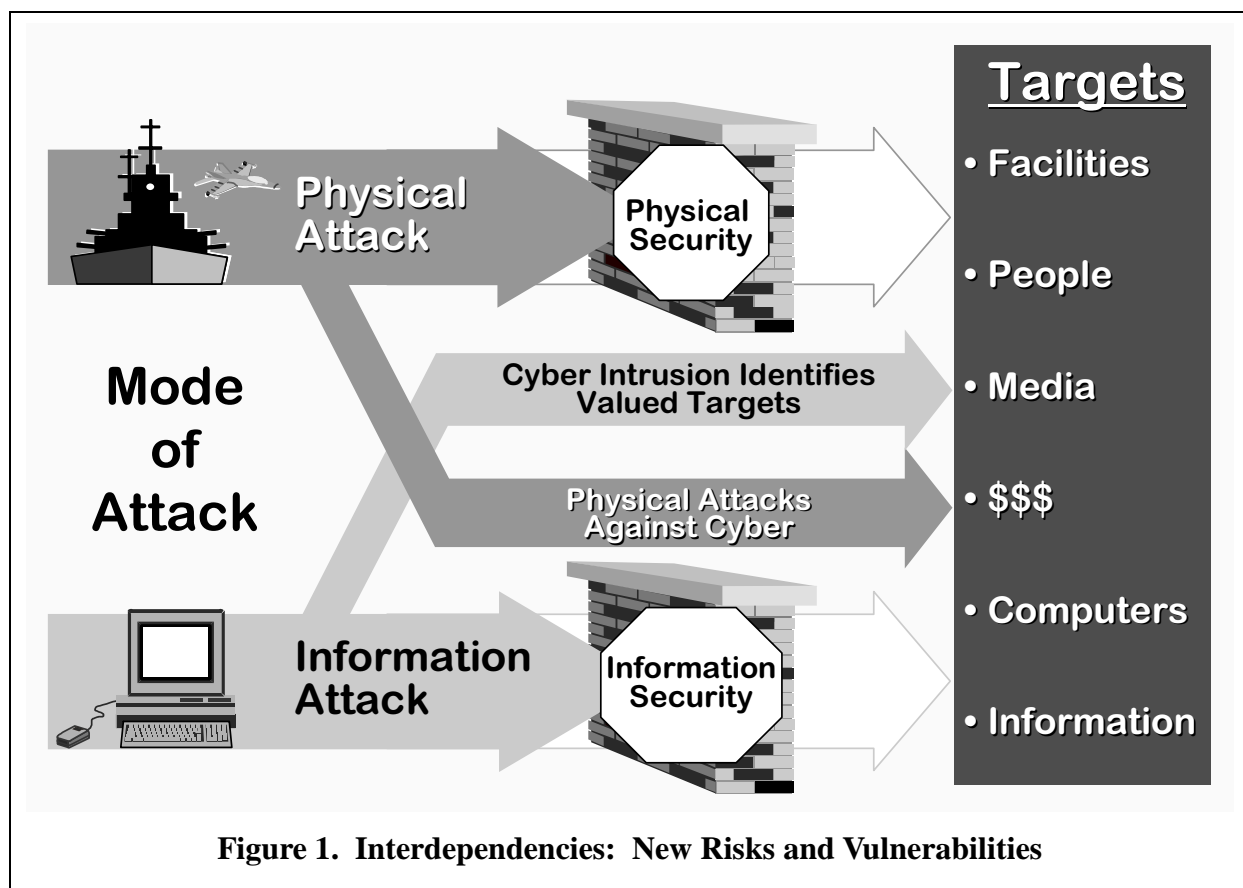 Targets
• Facilities
• People
• Media
• $$$
• Computers
• Information
Physical
Attack
Physical
Security
Mode
of
Attack
Cyber Intrusion Identifies
Valued Targets
Physical Attacks
Against Cyber
Information
Attack
Information
Security
Figure 1. Interdependencies: New Risks and Vulnerabilities